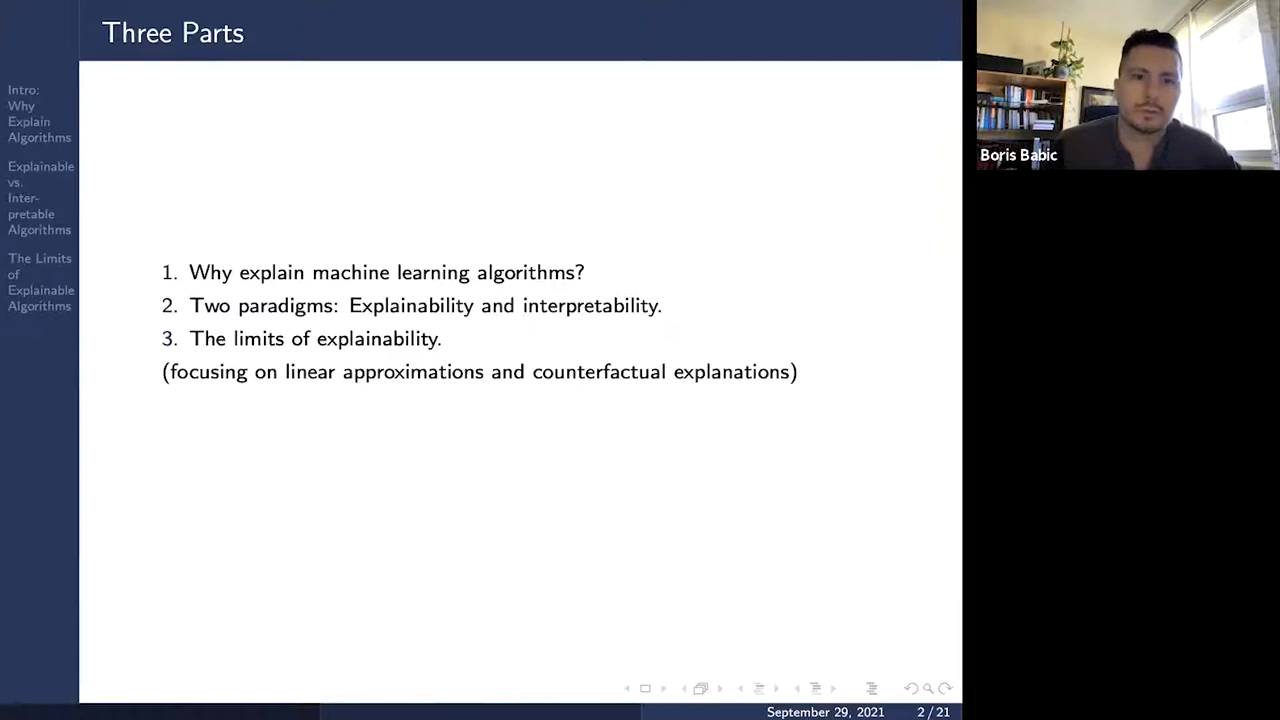 Three Parts
Intro:
Why
Explain
Algorithms
Explainable
vs.
Inter-
pretable
Algorithms
The Limits
of
Explainable
Algorithms
1. Why explain machine learning algorithms?
2. Two paradigms: Explainability and interpretability.
3. The limits of explainability.
(focusing on linear approximations and counterfactual explanations)
September 29, 2021 2 / 21
Boris Babic